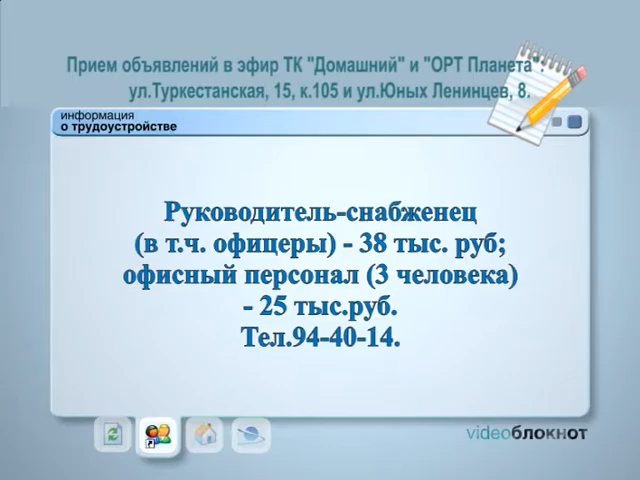 Прием объявлений в эфир ТК "Домашний" и "ОРТ Планета":
ул.Туркестанская, 15, к.105 и ул.Юных Ленинцев, 8.
информация
о трудоустройстве
Руководитель-снабженец
(в т.ч. офицеры) - 38 тыс. руб;
офисный персонал (3 человека)
- 25 тыс.руб.
Тел.94-40-14.
videoблокнот